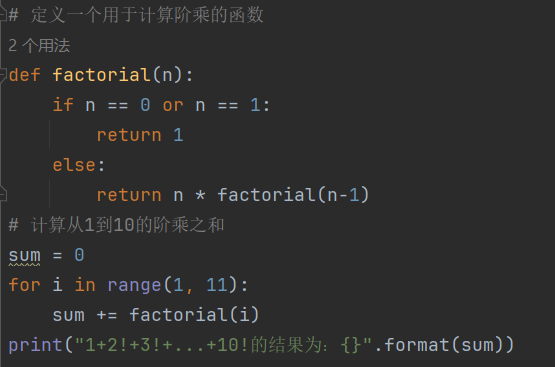 # 定义一个用于计算阶乘的函数
2 个用法
def factorial(n):
    if n == 0 or n == 1:
        return 1
    else:
        return n * factorial(n-1)
# 计算从1到10的阶乘之和
sum = 0
for i in range(1, 11):
    sum += factorial(i)
print("1+2!+3!+...+10!的结果为：{}".format(sum))